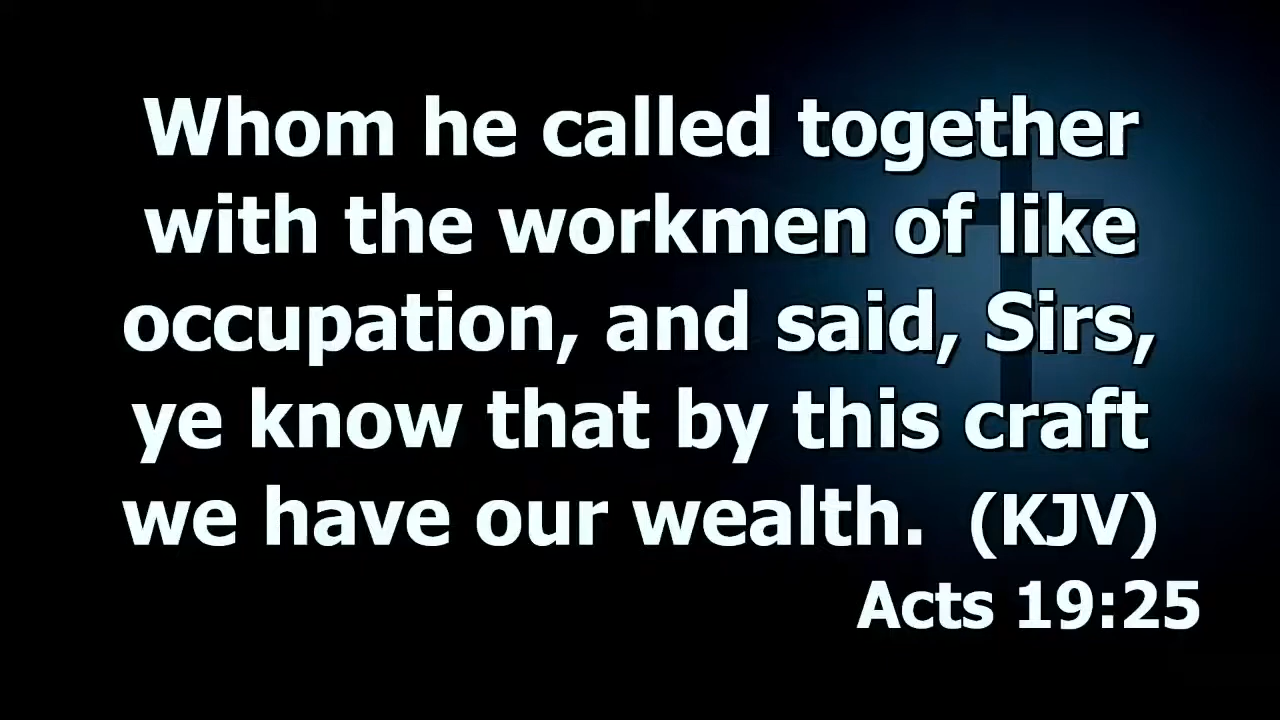 Whom he called together
with the workmen of like
occupation, and said, Sirs,
ye know that by this craft
we have our wealth. (KJV)
Acts 19:25